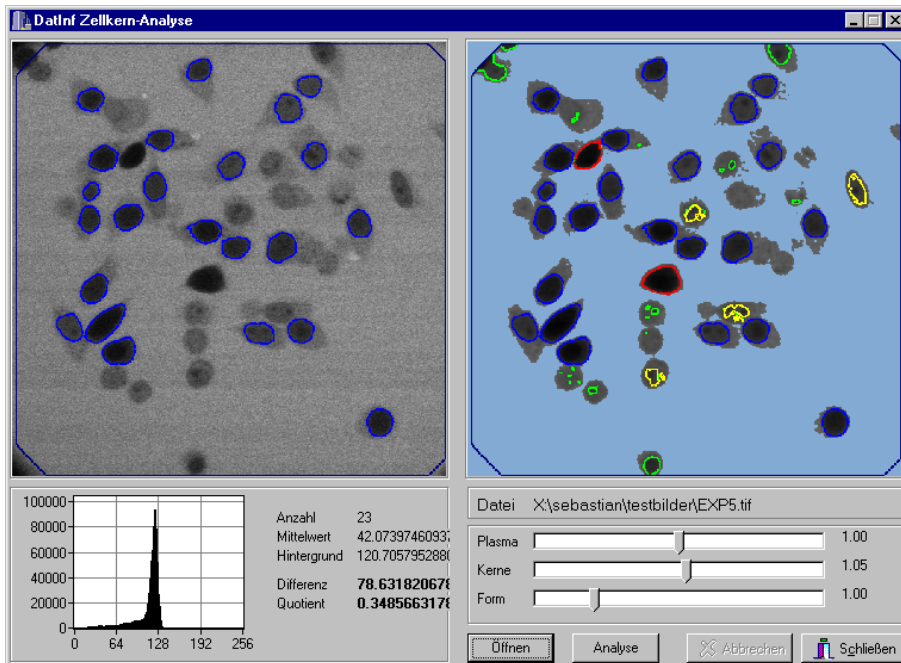 DatInf Zellkern-Analyse
100000
80000
60000
40000
20000
0
0 64 128 192 256
Anzahl 23
Mittelwert 42.07397460937
Hintergrund 120.7057952880
Differenz 78.631820678
Quotient 0.3485663178
Datei X:\sebastian\testbilder\EXP5.tif
Plasma 1.00
Kerne 1.05
Form 1.00
Öffnen Analyse Abbrechen Schließen